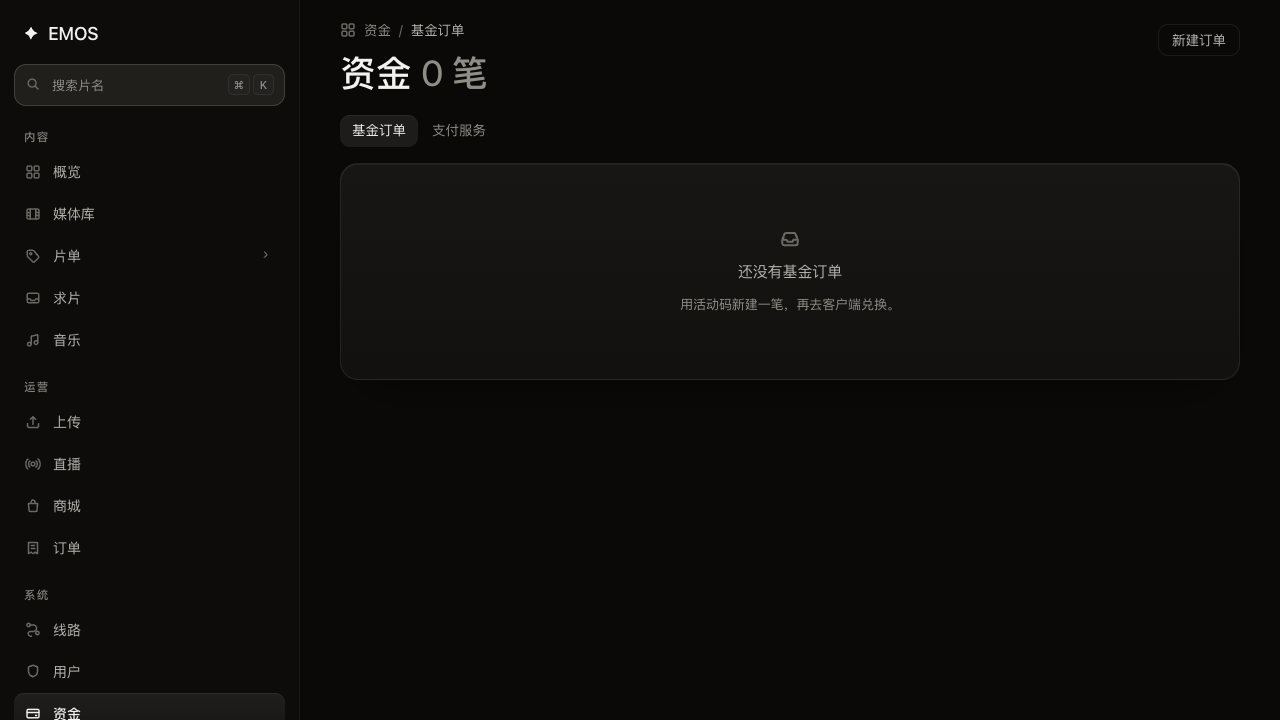 EMOS
搜索片名 ⌘ K
内容
概览
媒体库
片单
求片
音乐
运营
上传
直播
商城
订单
系统
线路
用户
资金
资金 / 基金订单
新建订单
资金 0 笔
基金订单 支付服务
还没有基金订单
用活动码新建一笔，再去客户端兑换。